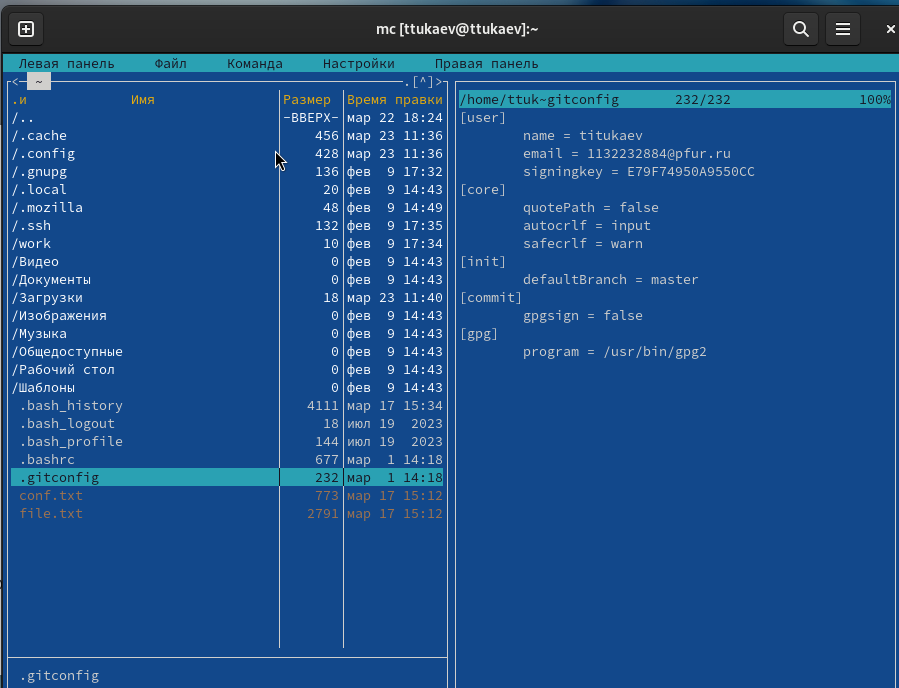 mc [ttukaev@ttukaev]:~
Левая панель Файл Команда Настройки Правая панель
<─ ~ ─.[^]>
.и Имя Размер Время правки
/.. -ВВЕРХ- мар 22 18:24
/.cache 456 мар 23 11:36
/.config 428 мар 23 11:36
/.gnupg 136 фев 9 17:32
/.local 20 фев 9 14:43
/.mozilla 48 фев 9 14:49
/.ssh 132 фев 9 17:35
/work 10 фев 9 17:34
/Видео 0 фев 9 14:43
/Документы 0 фев 9 14:43
/Загрузки 18 мар 23 11:40
/Изображения 0 фев 9 14:43
/Музыка 0 фев 9 14:43
/Общедоступные 0 фев 9 14:43
/Рабочий стол 0 фев 9 14:43
/Шаблоны 0 фев 9 14:43
.bash_history 4111 мар 17 15:34
.bash_logout 18 июл 19 2023
.bash_profile 144 июл 19 2023
.bashrc 677 мар 1 14:18
.gitconfig 232 мар 1 14:18
conf.txt 773 мар 17 15:12
file.txt 2791 мар 17 15:12
.gitconfig
/home/ttuk~gitconfig 232/232 100%
[user]
name = titukaev
email = 1132232884@pfur.ru
signingkey = E79F74950A9550CC
[core]
quotePath = false
autocrlf = input
safecrlf = warn
[init]
defaultBranch = master
[commit]
gpgsign = false
[gpg]
program = /usr/bin/gpg2